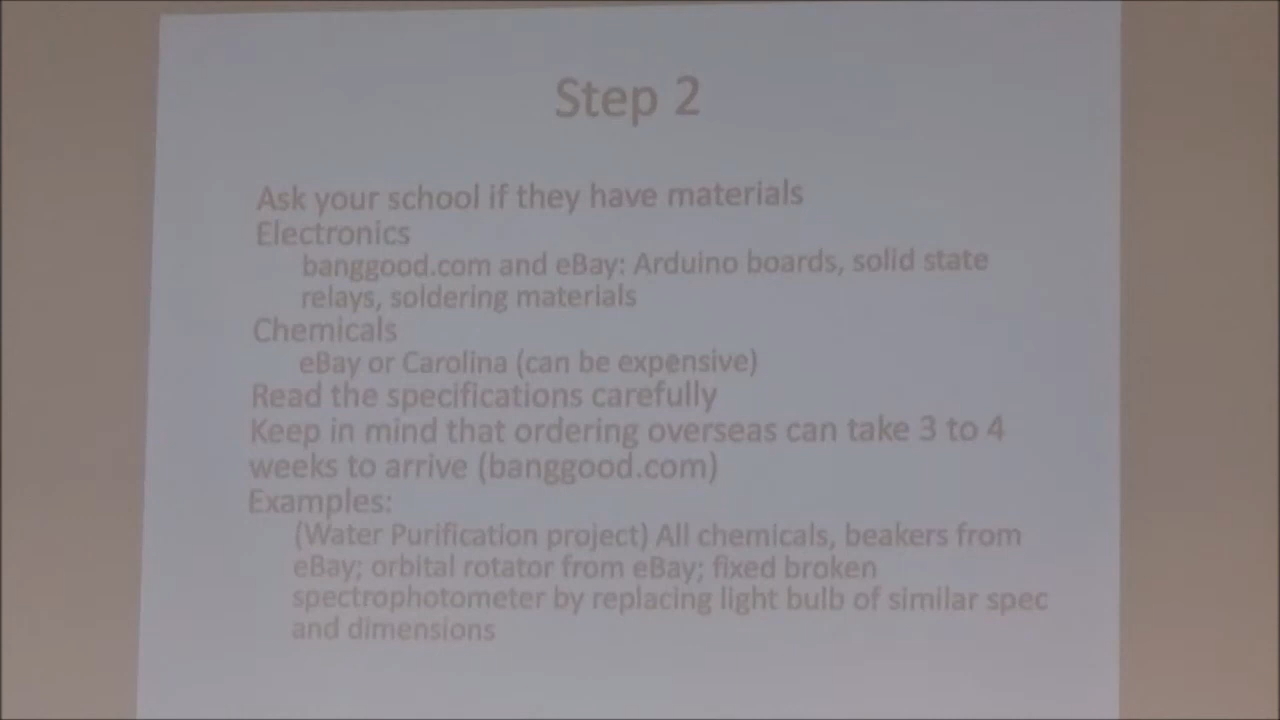 Step 2
Ask your school if they have materials
Electronics
banggood.com and eBay: Arduino boards, solid state
relays, soldering materials
Chemicals
eBay or Carolina (can be expensive)
Read the specifications carefully
Keep in mind that ordering overseas can take 3 to 4
weeks to arrive (banggood.com)
Examples:
(Water Purification project) All chemicals, beakers from
eBay; orbital rotator from eBay; fixed broken
spectrophotometer by replacing light bulb of similar spec
and dimensions